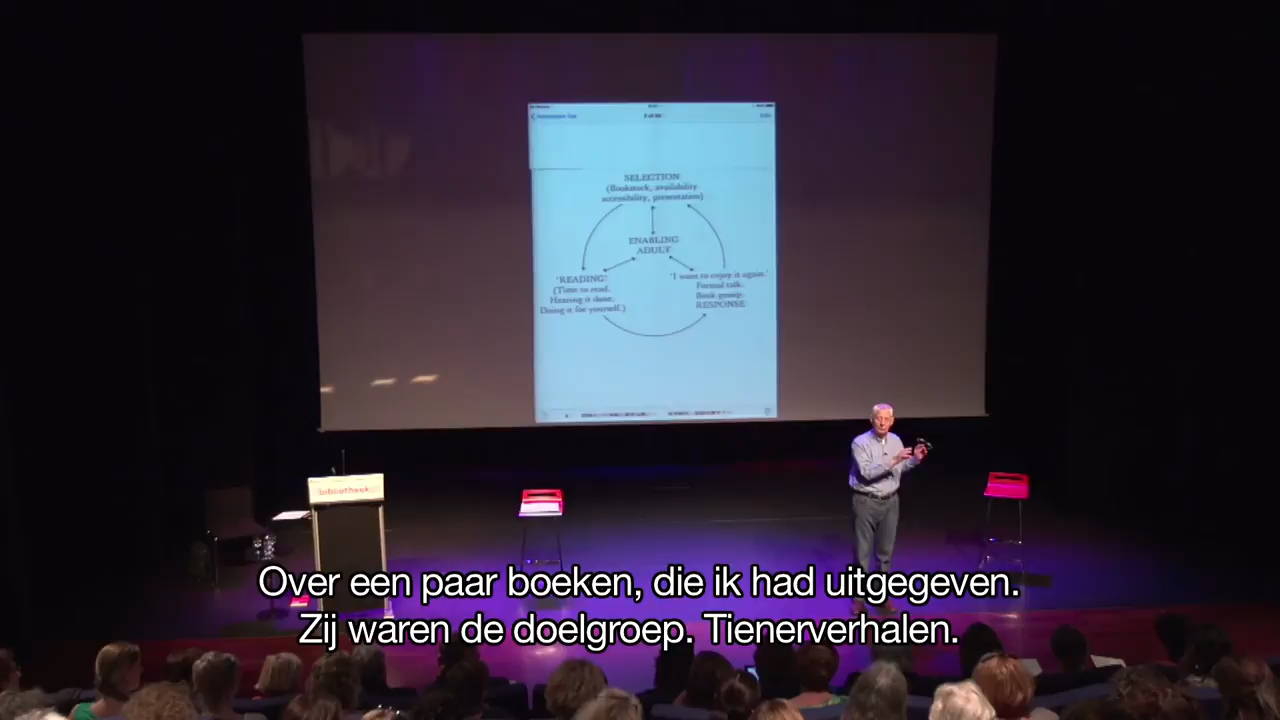 SELECTION
(Bookstock, availability
accessibility, presentation)
ENABLING
ADULT
'READING'
(Time to read.
Hearing it done.
Doing it for yourself.)
'I want to enjoy it again.'
Formal talk.
Book gossip.
RESPONSE
bibliotheek
Over een paar boeken, die ik had uitgegeven.
Zij waren de doelgroep. Tienerverhalen.